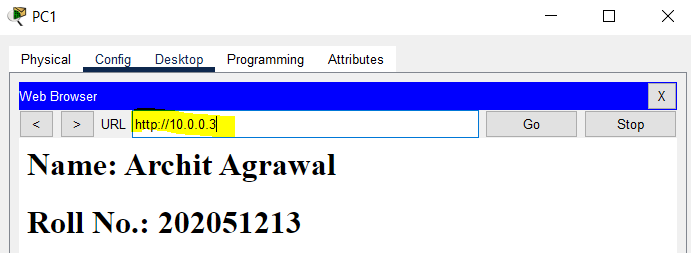 PC1
Physical Config Desktop Programming Attributes
Web Browser X
< > URL http://10.0.0.3 Go Stop
Name: Archit Agrawal
Roll No.: 202051213